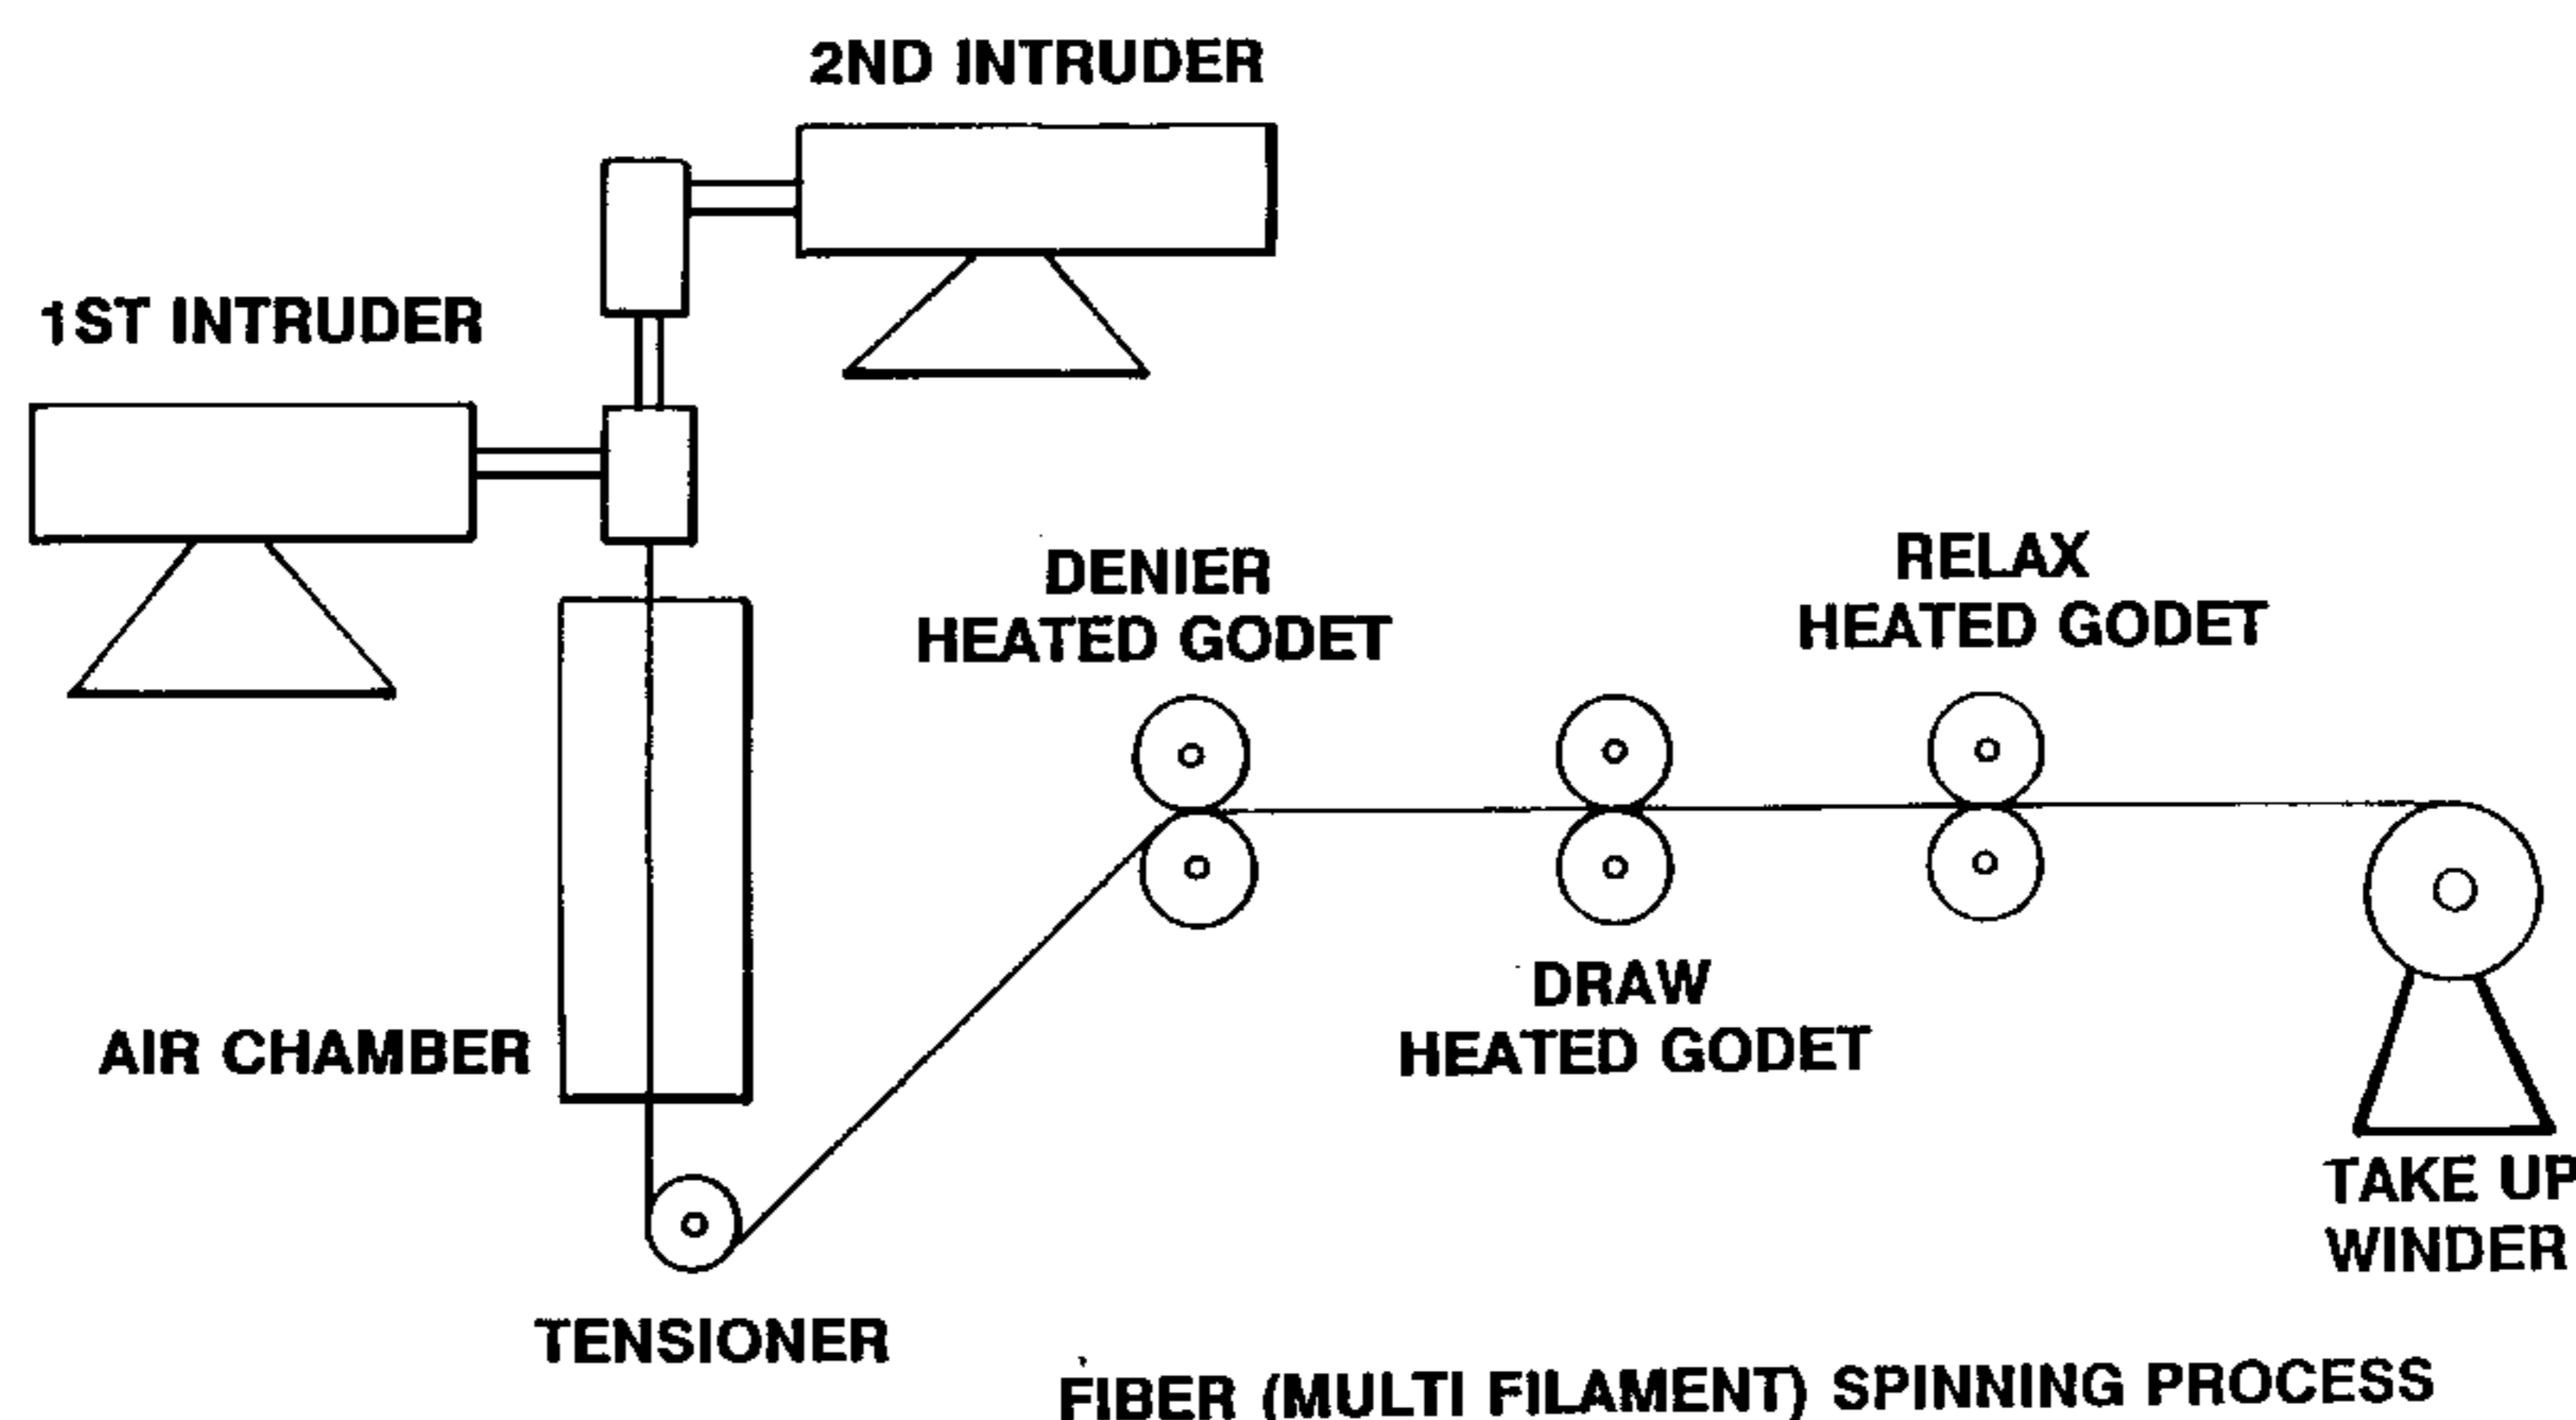 2ND INTRUDER
1ST INTRUDER
DENIER
HEATED GODET
RELAX
HEATED GODET
DRAW
HEATED GODET
AIR CHAMBER
TAKE UP
WINDER
TENSIONER
FIBER (MULTI FILAMENT) SPINNING PROCESS